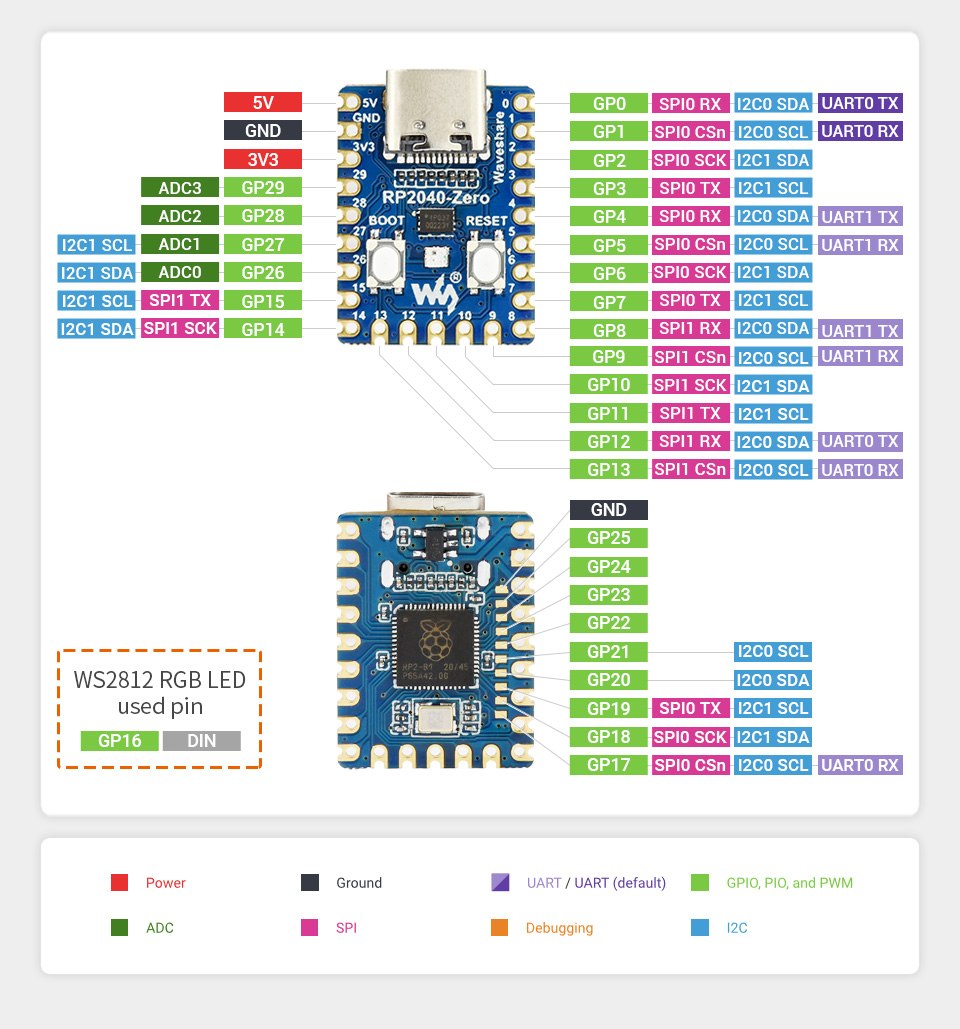 5V
GND
3V3
ADC3 GP29
ADC2 GP28
I2C1 SCL ADC1 GP27
I2C1 SDA ADC0 GP26
I2C1 SCL SPI1 TX GP15
I2C1 SDA SPI1 SCK GP14
5V
GND
3V3
29
28
27
26
15
14 13 12 11 10 9 8
0
1
2
3
4
5
6
7
Waveshare
RP2040-Zero
BOOT RESET
GP0 SPI0 RX I2C0 SDA UART0 TX
GP1 SPI0 CSn I2C0 SCL UART0 RX
GP2 SPI0 SCK I2C1 SDA
GP3 SPI0 TX I2C1 SCL
GP4 SPI0 RX I2C0 SDA UART1 TX
GP5 SPI0 CSn I2C0 SCL UART1 RX
GP6 SPI0 SCK I2C1 SDA
GP7 SPI0 TX I2C1 SCL
GP8 SPI1 RX I2C0 SDA UART1 TX
GP9 SPI1 CSn I2C0 SCL UART1 RX
GP10 SPI1 SCK I2C1 SDA
GP11 SPI1 TX I2C1 SCL
GP12 SPI1 RX I2C0 SDA UART0 TX
GP13 SPI1 CSn I2C0 SCL UART0 RX
GND
GP25
GP24
GP23
GP22
GP21 I2C0 SCL
GP20 I2C0 SDA
GP19 SPI0 TX I2C1 SCL
GP18 SPI0 SCK I2C1 SDA
GP17 SPI0 CSn I2C0 SCL UART0 RX
RP2-B1 20/45
P65A42.00
WS2812 RGB LED
used pin
GP16 DIN
Power Ground UART / UART (default) GPIO, PIO, and PWM
ADC SPI Debugging I2C